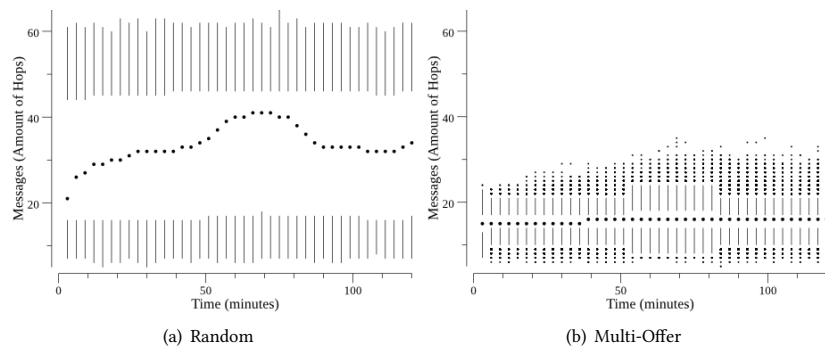 60
40
20
Messages (Amount of Hops)
0
50
100
Time (minutes)
(a) Random
60
40
20
Messages (Amount of Hops)
0
50
100
Time (minutes)
(b) Multi-Offer